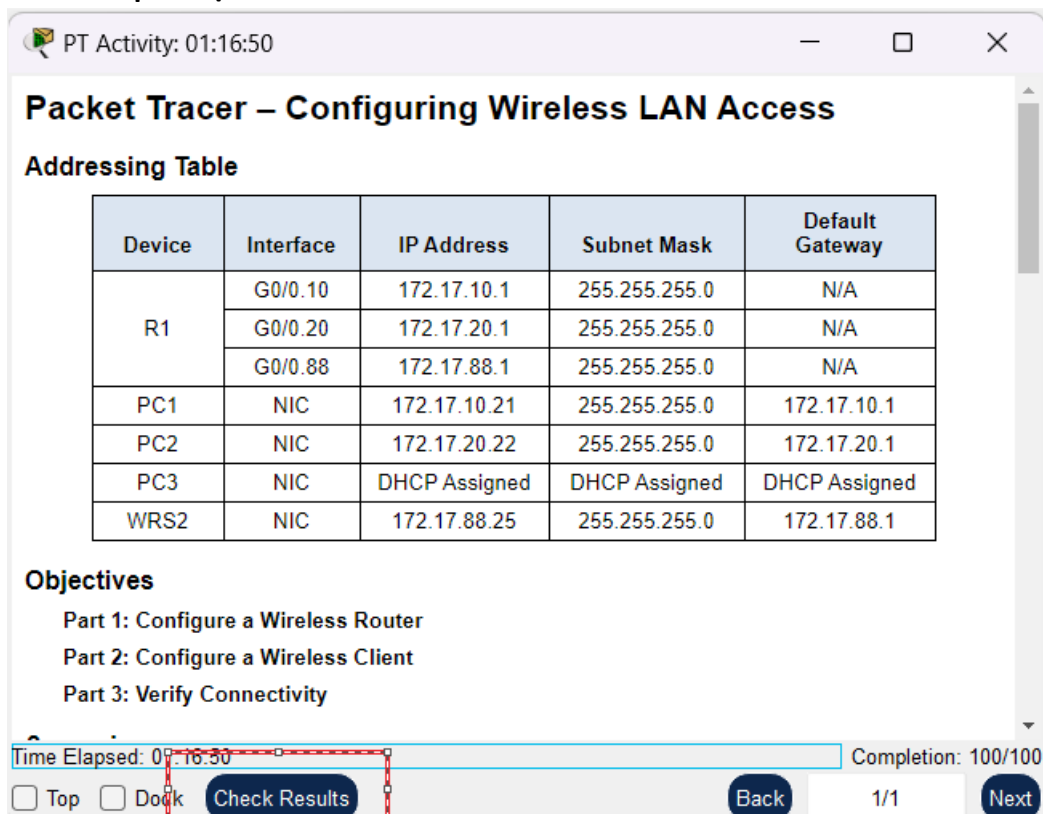 PT Activity: 01:16:50
Packet Tracer – Configuring Wireless LAN Access
Addressing Table
Device Interface IP Address Subnet Mask Default Gateway
R1 G0/0.10 172.17.10.1 255.255.255.0 N/A
G0/0.20 172.17.20.1 255.255.255.0 N/A
G0/0.88 172.17.88.1 255.255.255.0 N/A
PC1 NIC 172.17.10.21 255.255.255.0 172.17.10.1
PC2 NIC 172.17.20.22 255.255.255.0 172.17.20.1
PC3 NIC DHCP Assigned DHCP Assigned DHCP Assigned
WRS2 NIC 172.17.88.25 255.255.255.0 172.17.88.1
Objectives
Part 1: Configure a Wireless Router
Part 2: Configure a Wireless Client
Part 3: Verify Connectivity
Time Elapsed: 01:16:50 Completion: 100/100
Top Dock Check Results Back 1/1 Next